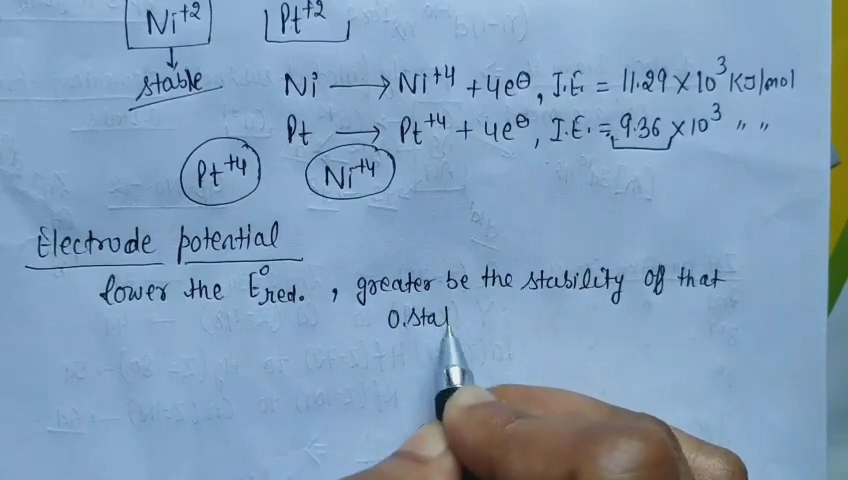 Ni+2 Pt+2
stable
Ni → Ni+4 + 4e⊖, I.E. = 11.29 × 10³ KJ/mol
Pt → Pt+4 + 4e⊖, I.E. = 9.36 × 10³ " "
Pt+4 Ni+4
Electrode potential
lower the E°red. , greater be the stability of that
O.sta